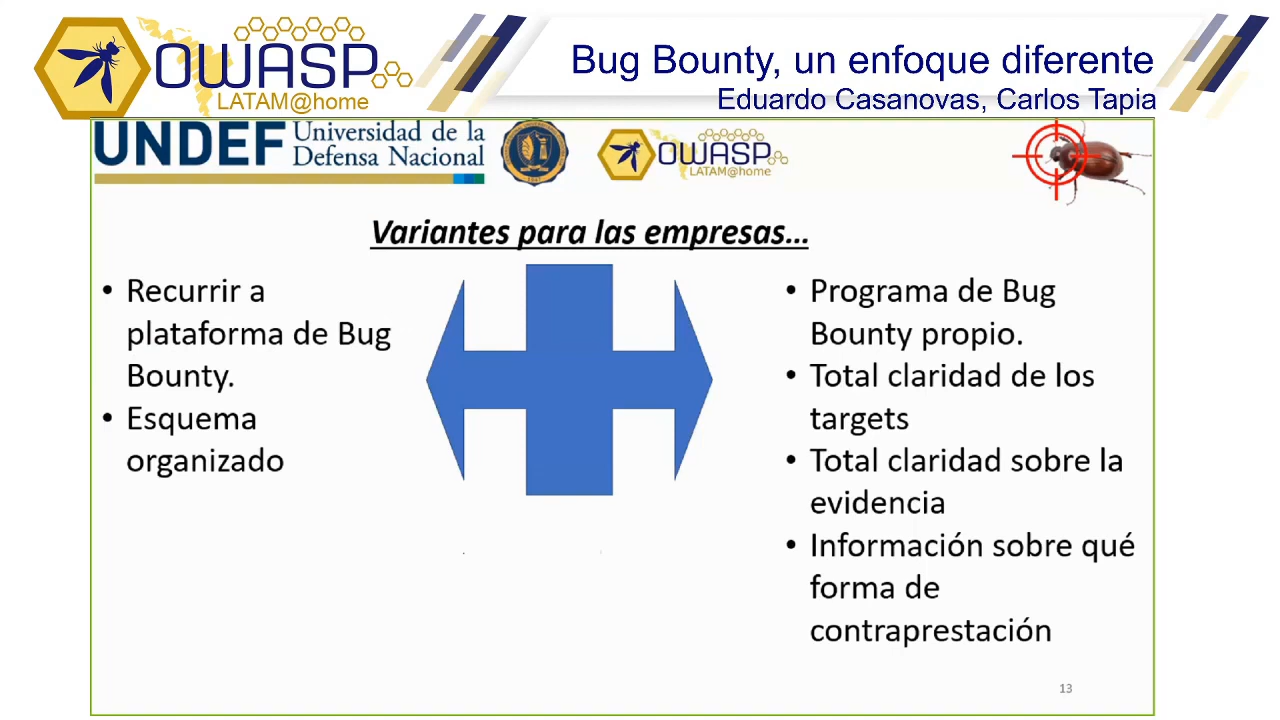 OWASP
LATAM@home
Bug Bounty, un enfoque diferente
Eduardo Casanovas, Carlos Tapia
UNDEF
Universidad de la
Defensa Nacional
OWASP
LATAM@home
Variantes para las empresas...
• Recurrir a
plataforma de Bug
Bounty.
• Esquema
organizado
• Programa de Bug
Bounty propio.
• Total claridad de los
targets
• Total claridad sobre la
evidencia
• Información sobre qué
forma de
contraprestación
13